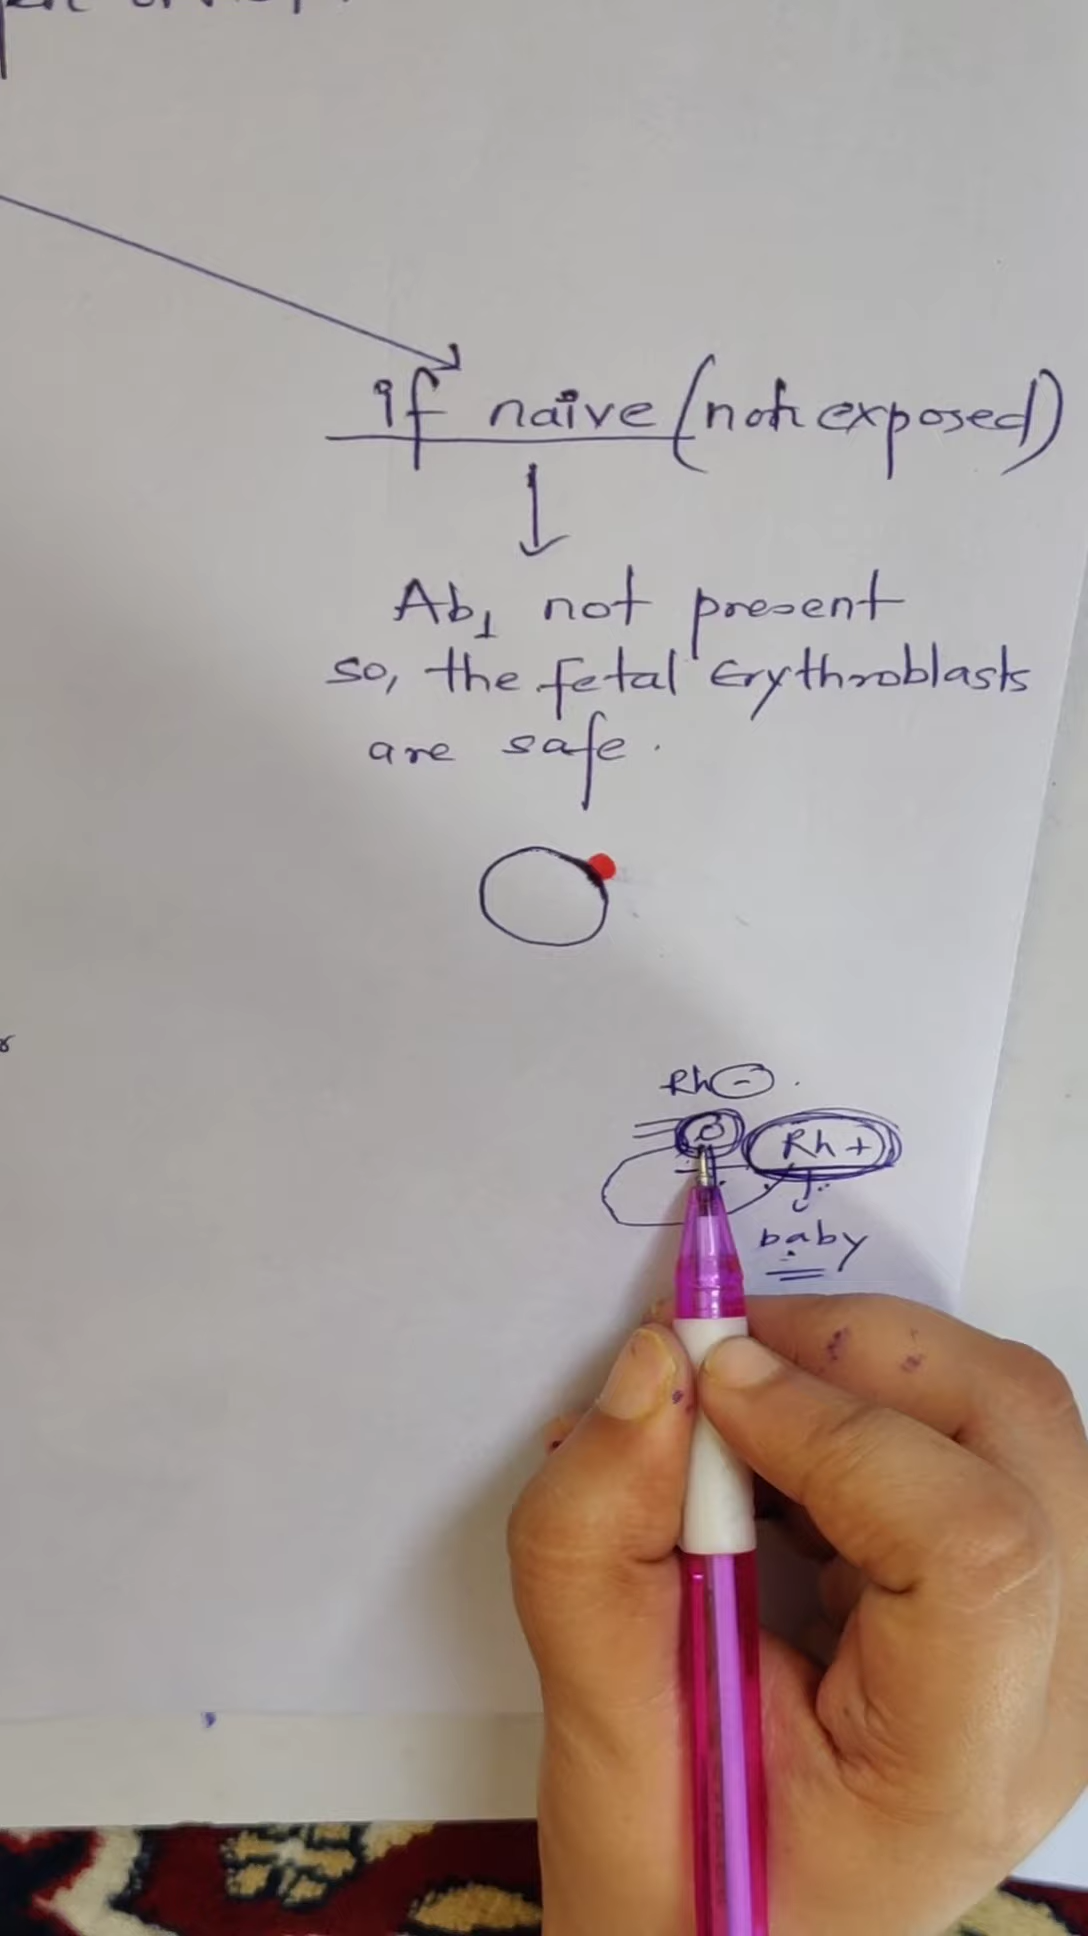 if naive (not exposed)
Ab₁ not present
so, the fetal Erythroblasts
are safe.
Rh -
Rh +
baby